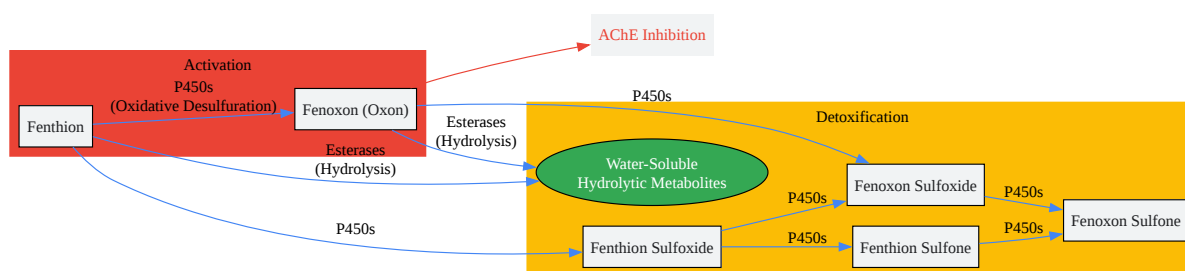 AChE Inhibition
Activation
P450s
(Oxidative Desulfuration)
Fenthion
Fenoxon (Oxon)
P450s
Detoxification
Esterases
(Hydrolysis)
Esterases
(Hydrolysis)
Water-Soluble
Hydrolytic Metabolites
Fenoxon Sulfoxide
P450s
P450s
Fenoxon Sulfone
P450s
Fenthion Sulfoxide
P450s
Fenthion Sulfone
P450s